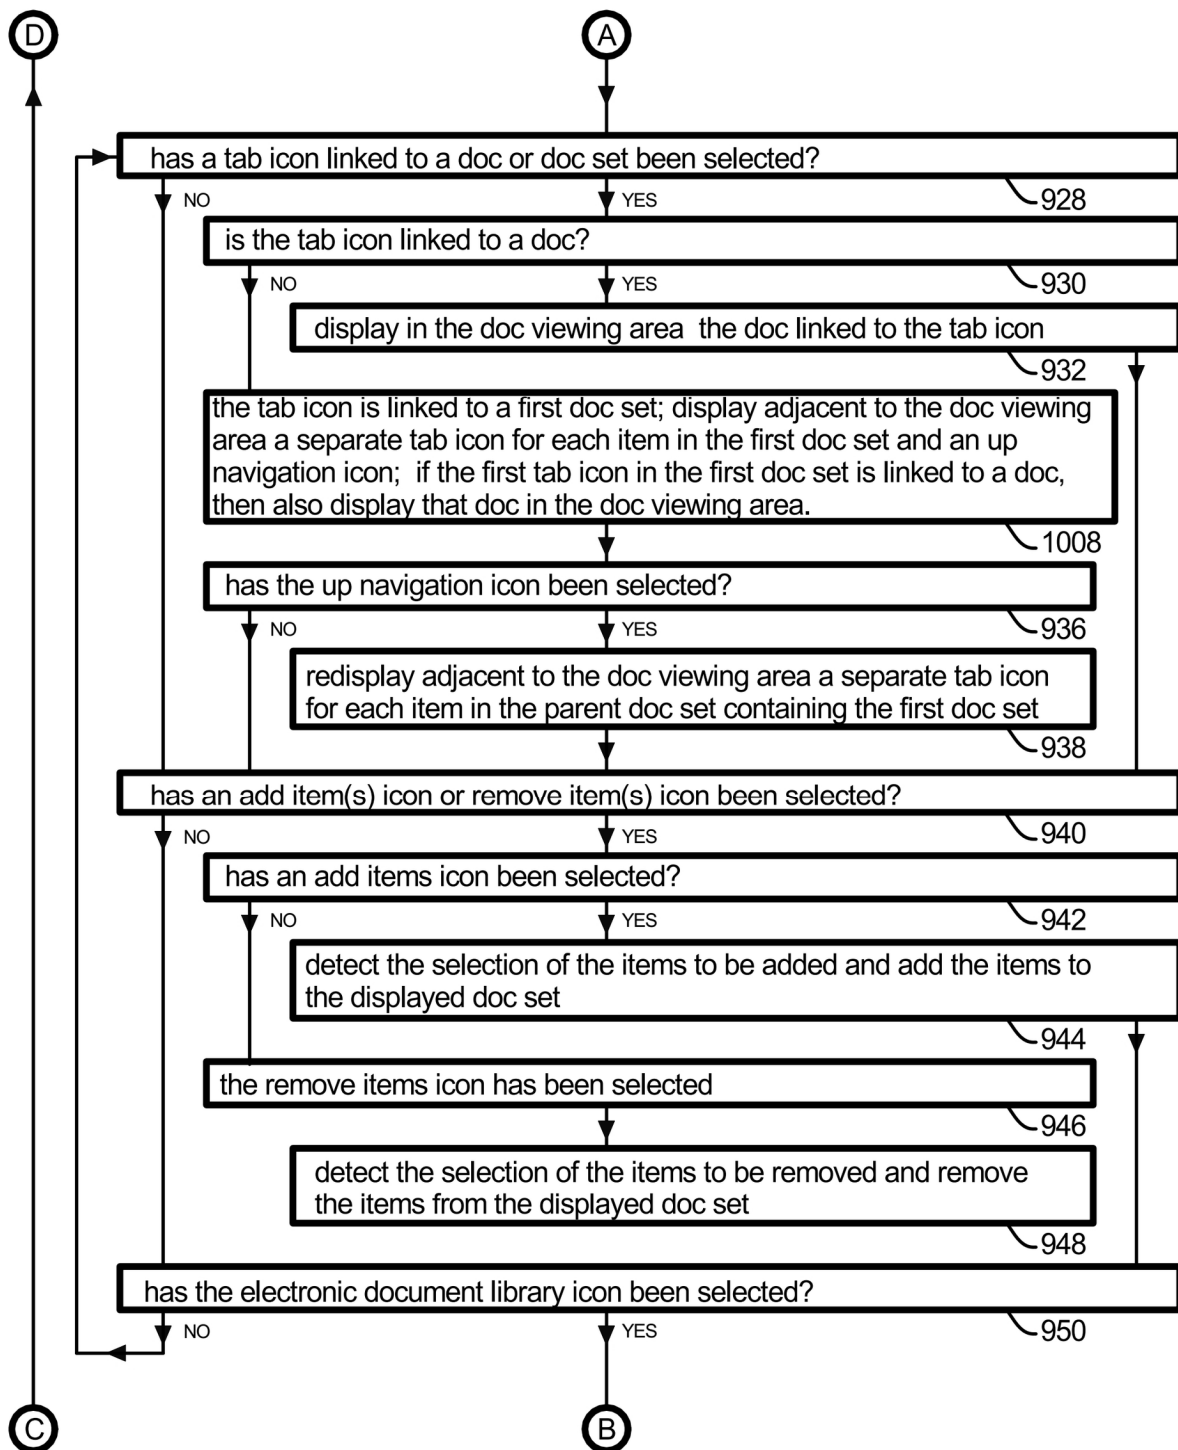 D
A
has a tab icon linked to a doc or doc set been selected?
NO
YES
928
is the tab icon linked to a doc?
NO
YES
930
display in the doc viewing area the doc linked to the tab icon
932
the tab icon is linked to a first doc set; display adjacent to the doc viewing
area a separate tab icon for each item in the first doc set and an up
navigation icon; if the first tab icon in the first doc set is linked to a doc,
then also display that doc in the doc viewing area.
1008
has the up navigation icon been selected?
NO
YES
936
redisplay adjacent to the doc viewing area a separate tab icon
for each item in the parent doc set containing the first doc set
938
has an add item(s) icon or remove item(s) icon been selected?
NO
YES
940
has an add items icon been selected?
NO
YES
942
detect the selection of the items to be added and add the items to
the displayed doc set
944
the remove items icon has been selected
946
detect the selection of the items to be removed and remove
the items from the displayed doc set
948
has the electronic document library icon been selected?
NO
YES
950
C
B